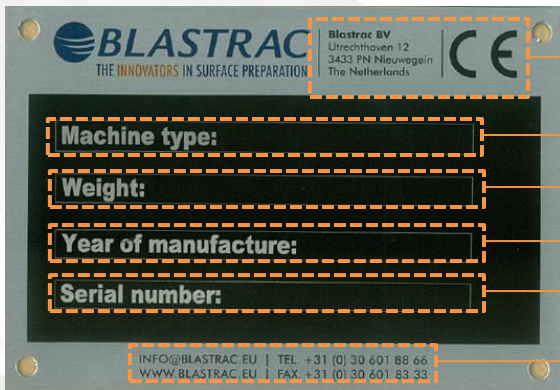 BLASTRAC
THE INNOVATORS IN SURFACE PREPARATION
Blastrac BV
Utrechthaven 12
3433 PN Nieuwegein
The Netherlands
CE
Machine type:
Weight:
Year of manufacture:
Serial number:
INFO@BLASTRAC.EU | TEL. +31 (0) 30 601 88 66
WWW.BLASTRAC.EU | FAX. +31 (0) 30 601 83 33